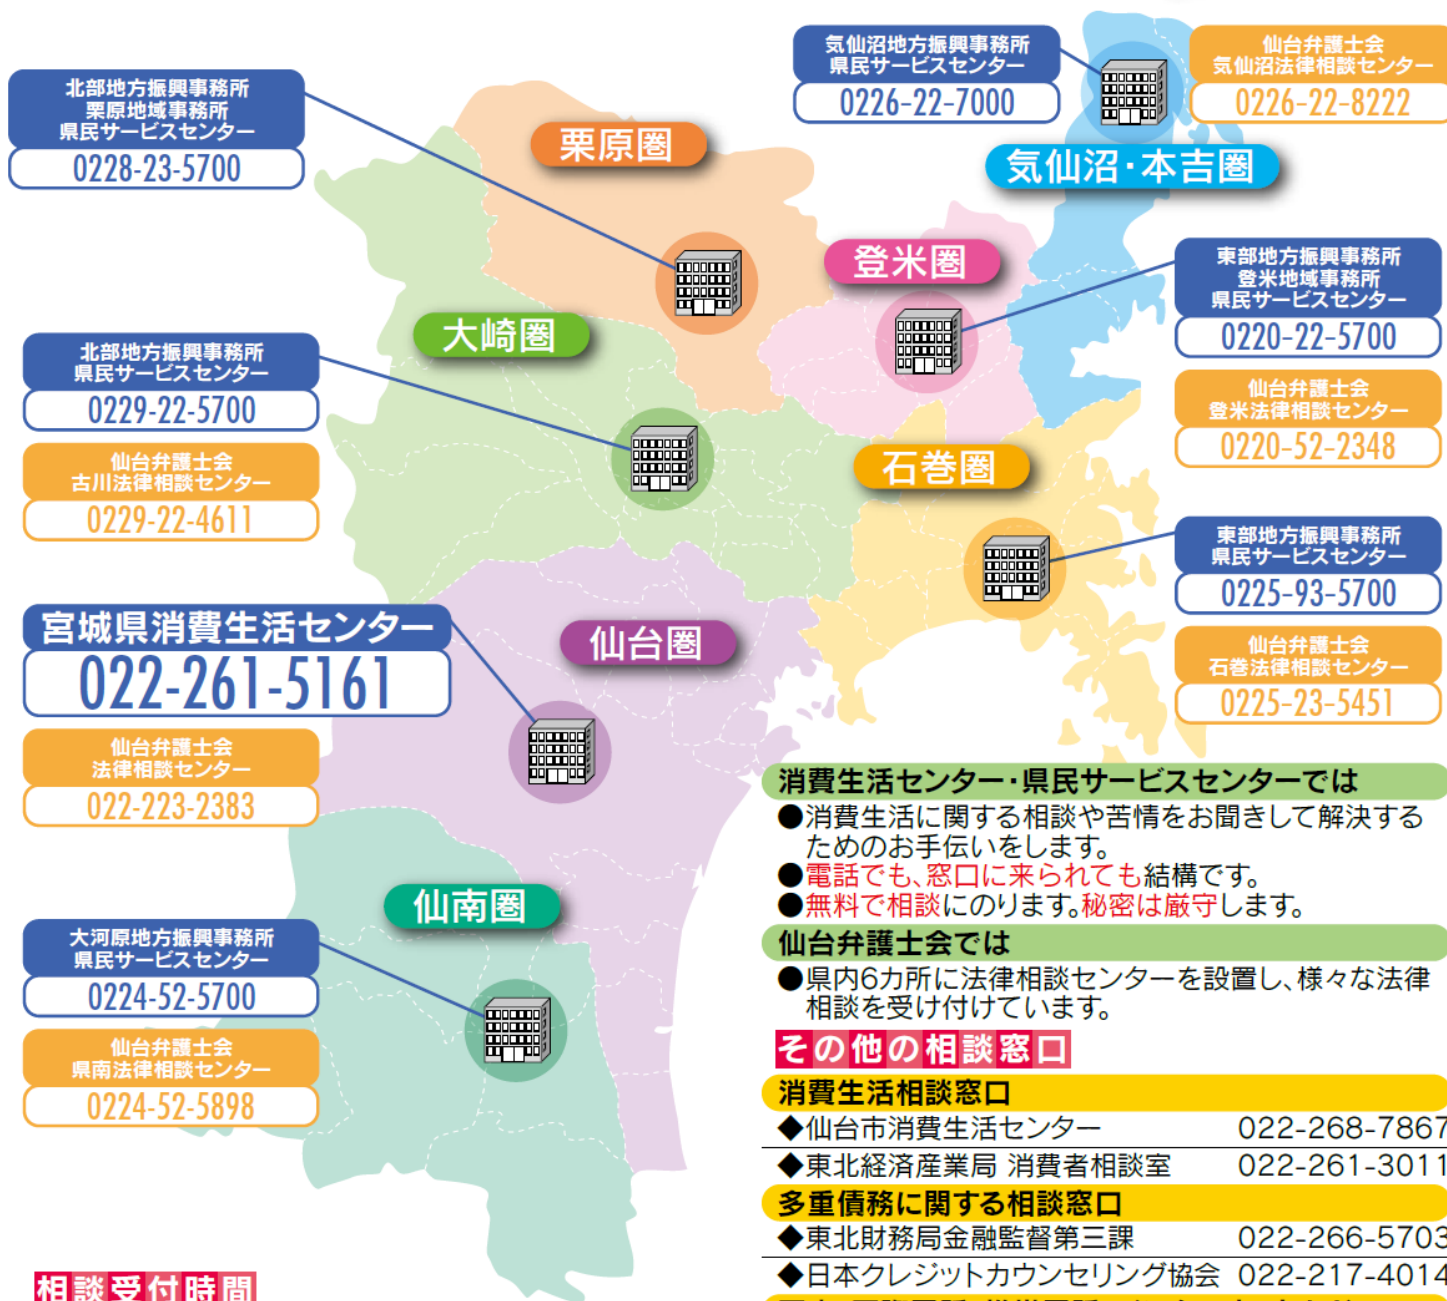 気仙沼地方振興事務所
県民サービスセンター
0226-22-7000
仙台弁護士会
気仙沼法律相談センター
0226-22-8222
北部地方振興事務所
栗原地域事務所
県民サービスセンター
0228-23-5700
栗原圏
気仙沼・本吉圏
登米圏
東部地方振興事務所
登米地域事務所
県民サービスセンター
0220-22-5700
大崎圏
北部地方振興事務所
県民サービスセンター
0229-22-5700
仙台弁護士会
登米法律相談センター
0220-52-2348
仙台弁護士会
古川法律相談センター
0229-22-4611
石巻圏
東部地方振興事務所
県民サービスセンター
0225-93-5700
宮城県消費生活センター
022-261-5161
仙台圏
仙台弁護士会
石巻法律相談センター
0225-23-5451
仙台弁護士会
法律相談センター
022-223-2383
仙南圏
大河原地方振興事務所
県民サービスセンター
0224-52-5700
仙台弁護士会
県南法律相談センター
0224-52-5898
消費生活センター・県民サービスセンターでは
●消費生活に関する相談や苦情をお聞きして解決する
ためのお手伝いをします。
●電話でも、窓口に来られても結構です。
●無料で相談にのります。秘密は厳守します。
仙台弁護士会では
●県内6カ所に法律相談センターを設置し、様々な法律
相談を受け付けています。
その他の相談窓口
消費生活相談窓口
◆仙台市消費生活センター 022-268-7867
◆東北経済産業局 消費者相談室 022-261-3011
多重債務に関する相談窓口
◆東北財務局金融監督第三課 022-266-5703
◆日本クレジットカウンセリング協会 022-217-4014
相談受付時間